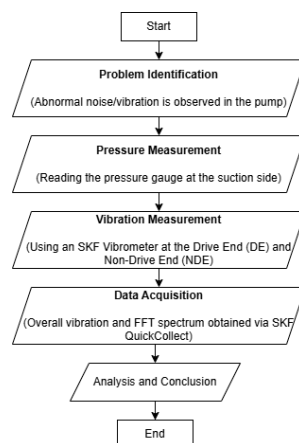 Start
Problem Identification
(Abnormal noise/vibration is observed in the pump)
Pressure Measurement
(Reading the pressure gauge at the suction side)
Vibration Measurement
(Using an SKF Vibrometer at the Drive End (DE) and
Non-Drive End (NDE)
Data Acquisition
(Overall vibration and FFT spectrum obtained via SKF
QuickCollect)
Analysis and Conclusion
End